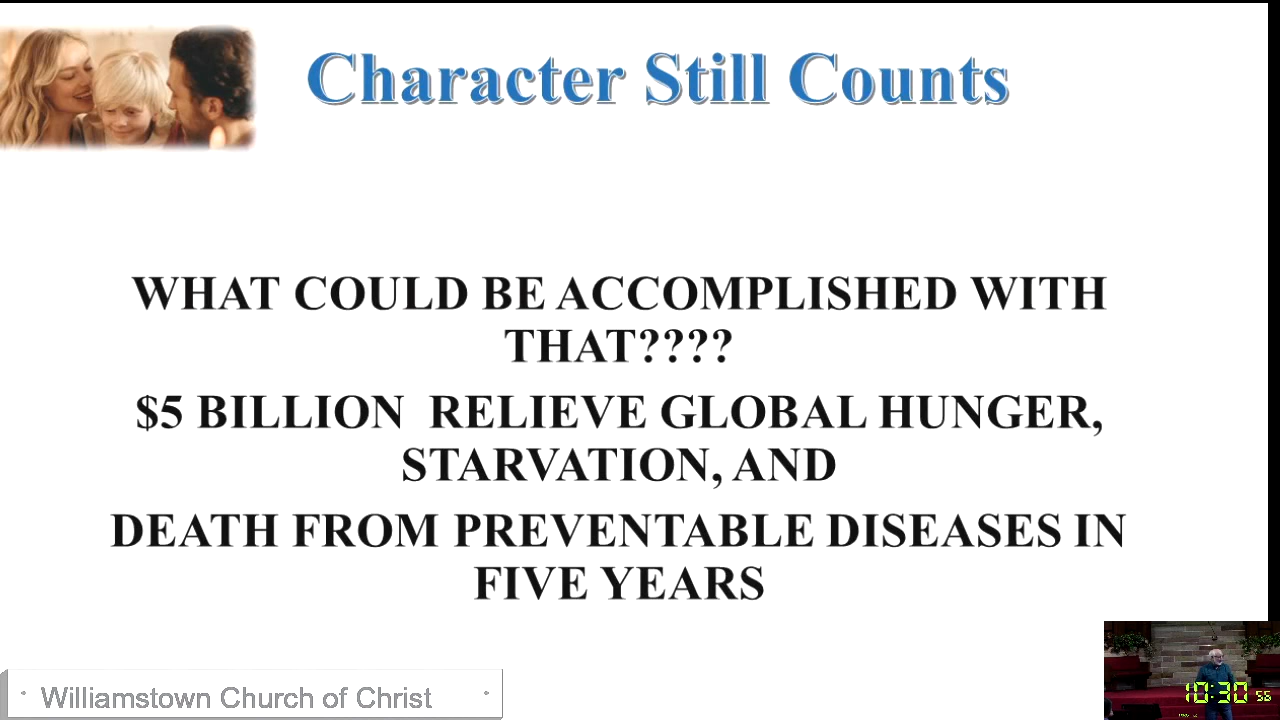 Character Still Counts
WHAT COULD BE ACCOMPLISHED WITH
THAT????
$5 BILLION RELIEVE GLOBAL HUNGER,
STARVATION, AND
DEATH FROM PREVENTABLE DISEASES IN
FIVE YEARS
Williamstown Church of Christ
10:30 55